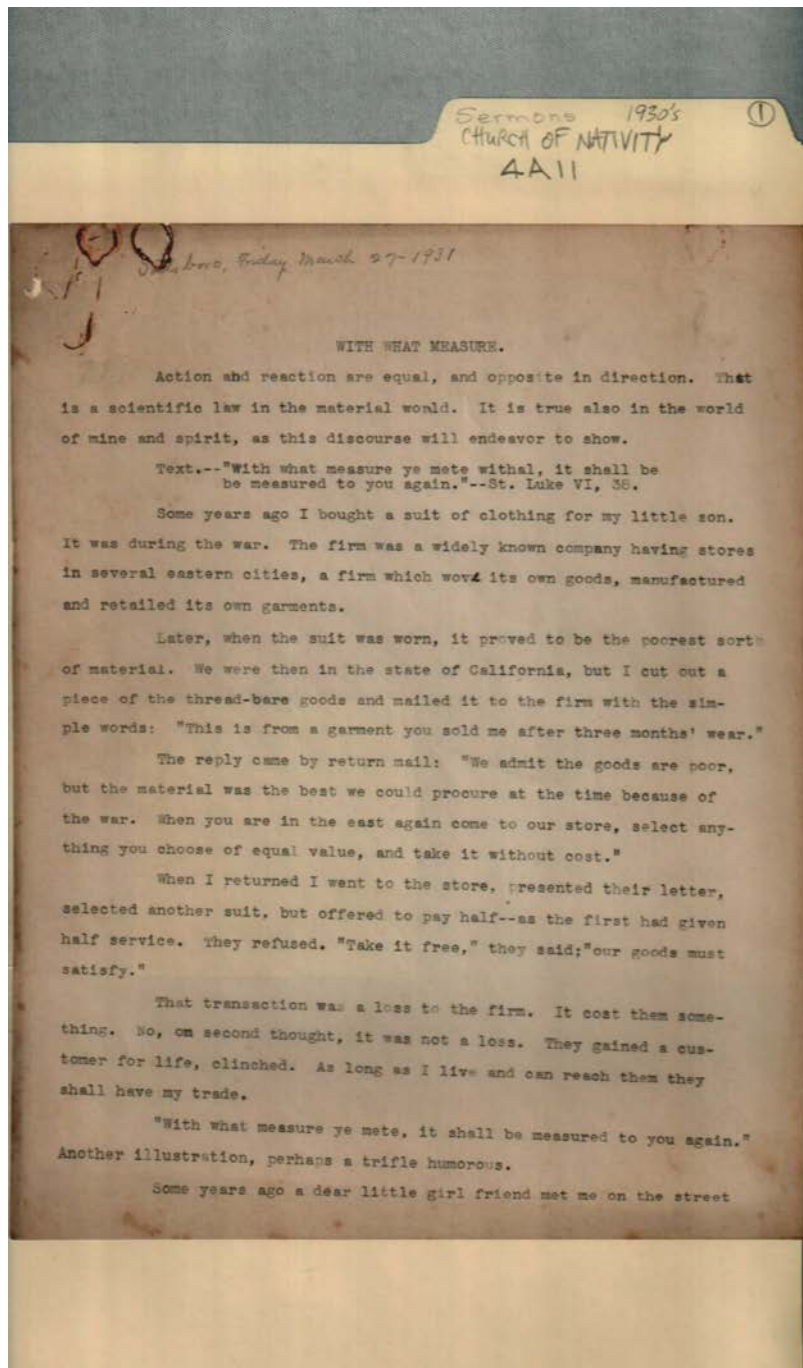 Sermons 1930's 1
CHURCH OF NATIVITY
4A11
Friday March 27-1931
WITH WHAT MEASURE.
Action and reaction are equal, and opposite in direction. That
is a scientific law in the material world. It is true also in the world
of mine and spirit, as this discourse will endeavor to show.
Text.--"With what measure ye mete withal, it shall be
be measured to you again."--St. Luke VI, 38.
Some years ago I bought a suit of clothing for my little son.
It was during the war. The firm was a widely known company having stores
in several eastern cities, a firm which wove its own goods, manufactured
and retailed its own garments.
Later, when the suit was worn, it proved to be the poorest sort
of material. We were then in the state of California, but I cut out a
piece of the thread-bare goods and mailed it to the firm with the sim-
ple words: "This is from a garment you sold me after three months' wear."
The reply came by return mail: "We admit the goods are poor,
but the material was the best we could procure at the time because of
the war. When you are in the east again come to our store, select any-
thing you choose of equal value, and take it without cost."
When I returned I went to the store, presented their letter,
selected another suit, but offered to pay half--as the first had given
half service. They refused. "Take it free," they said;"our goods must
satisfy."
That transaction was a loss to the firm. It cost them some-
thing. No, on second thought, it was not a loss. They gained a cus-
tomer for life, clinched. As long as I live and can reach them they
shall have my trade.
"With what measure ye mete, it shall be measured to you again."
Another illustration, perhaps a trifle humorous.
Some years ago a dear little girl friend met me on the street